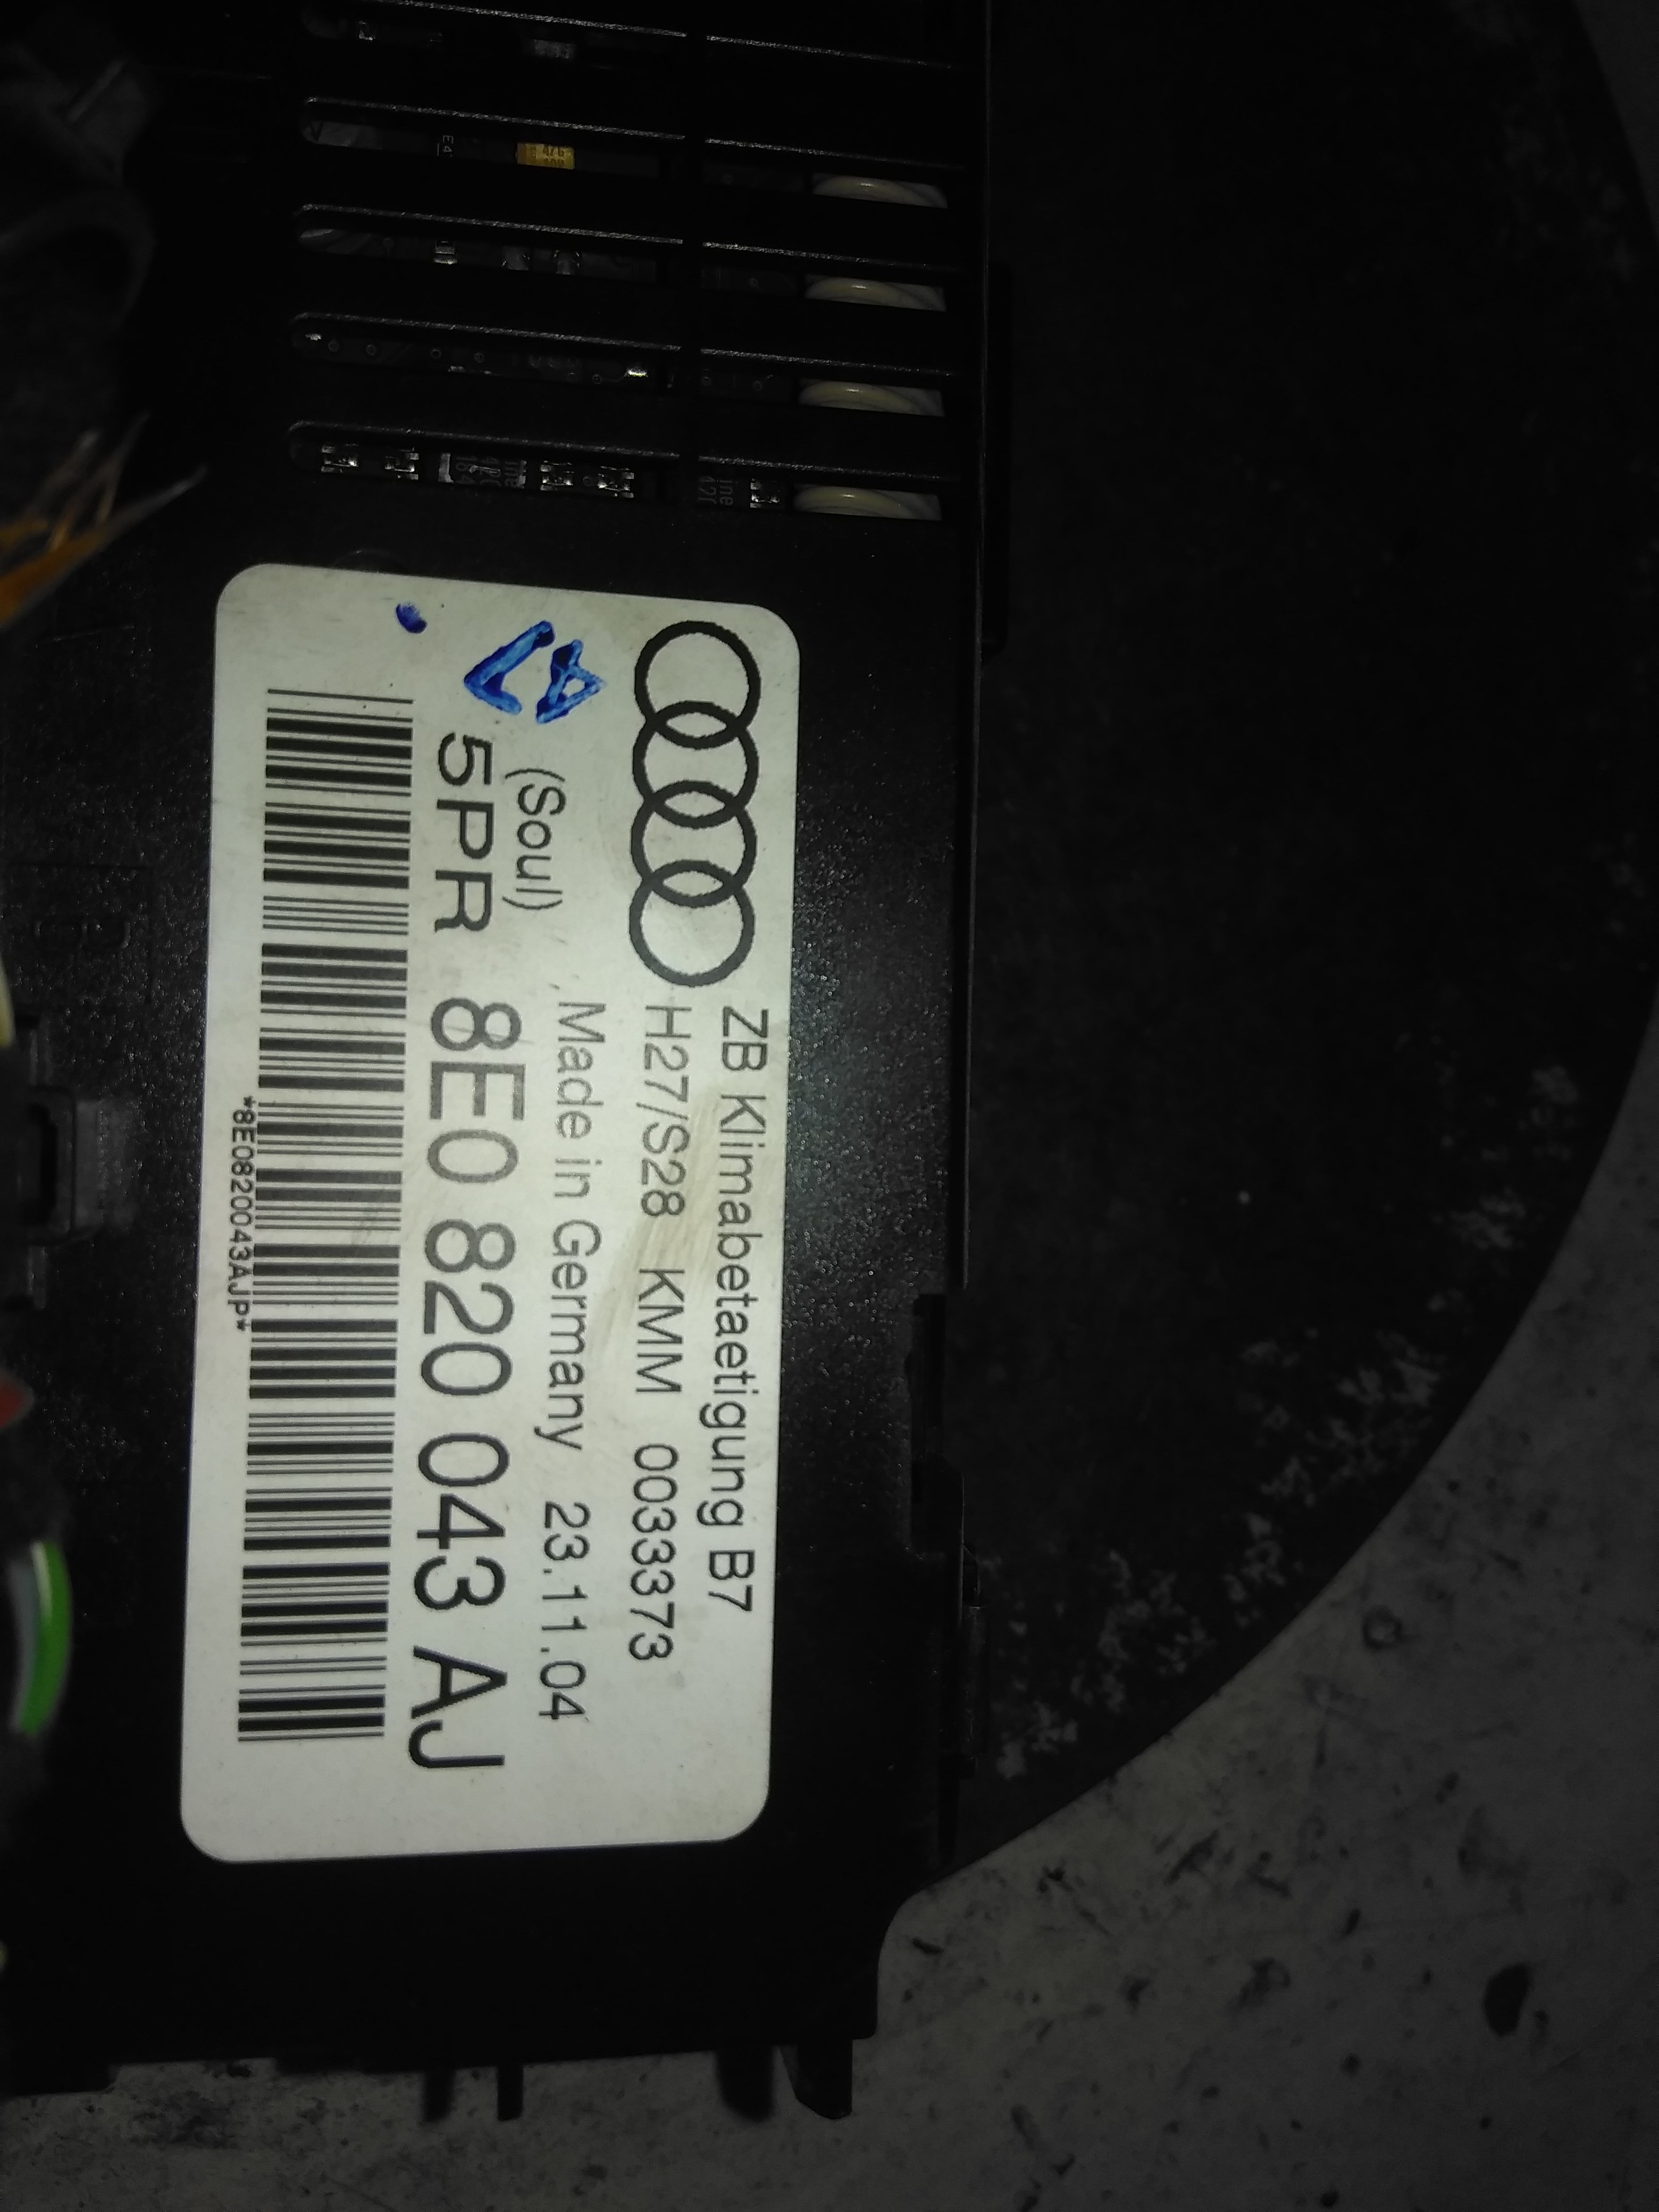 ZB Klimabetaetigung B7
H27/S28 KMM 00333373
Made in Germany 23.11.04
(Soul)
5PR 8E0 820 043 AJ
*8E0820043AJP*